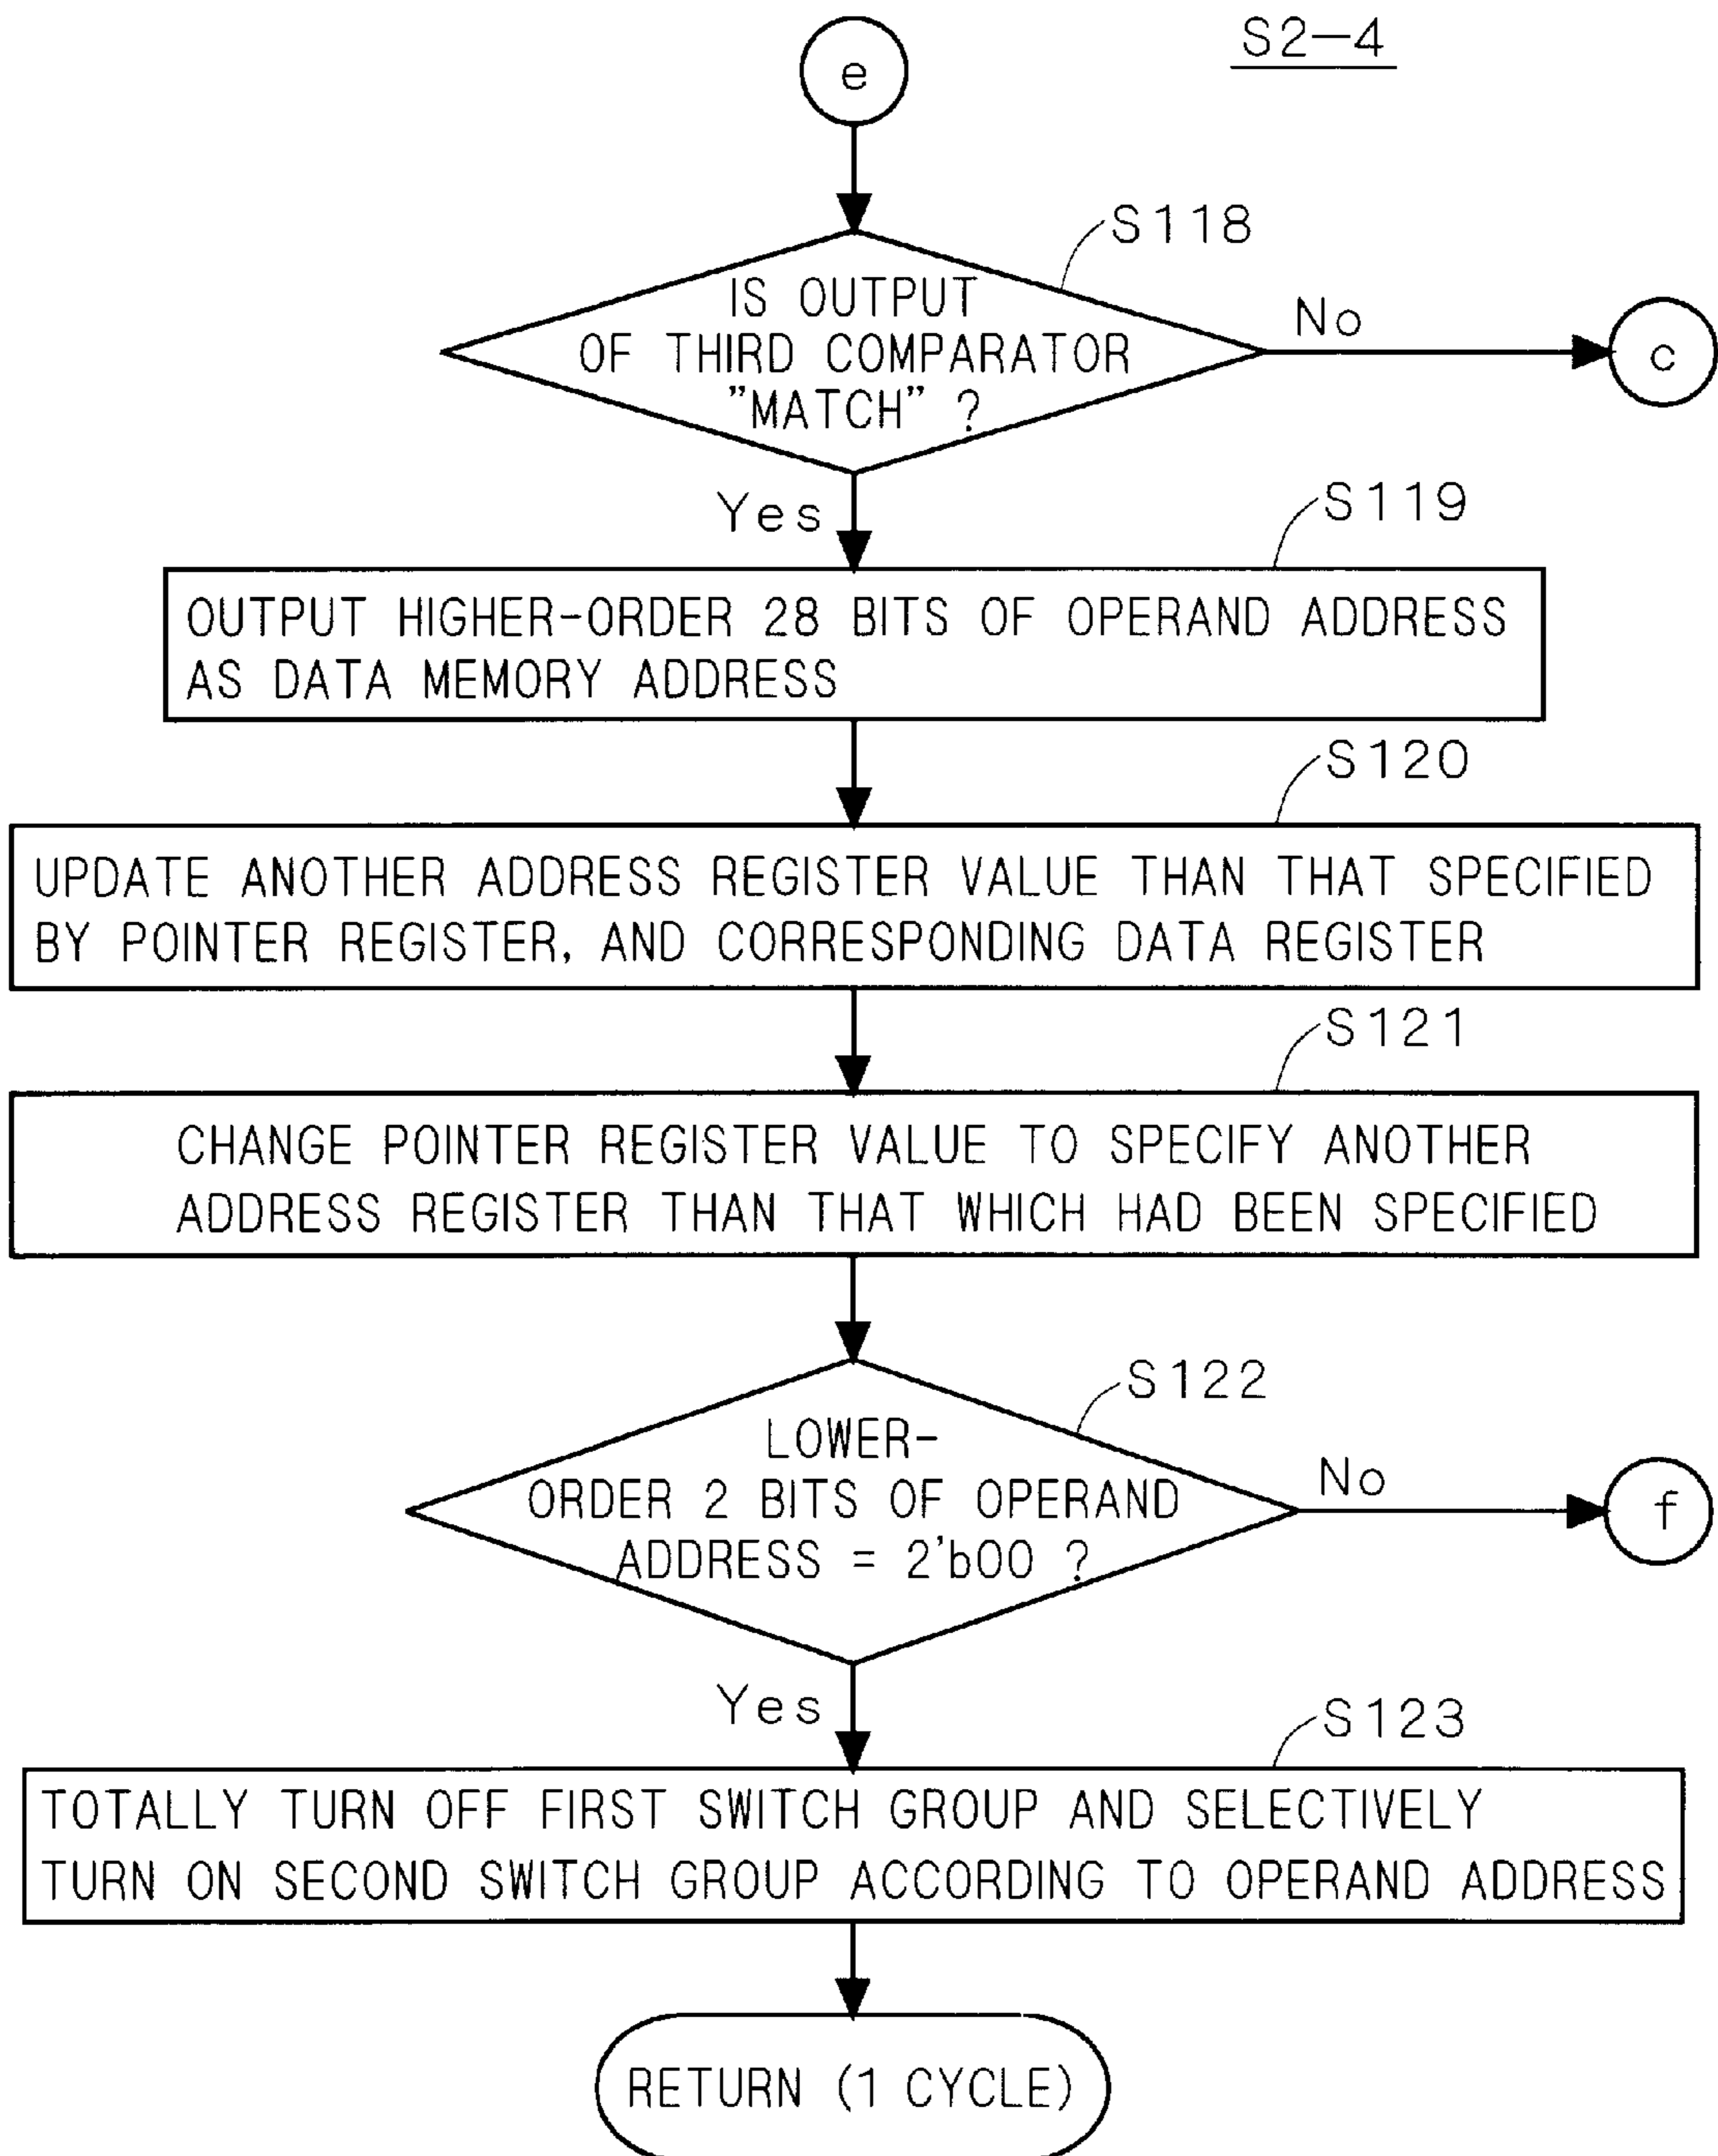 S2-4
e
S118
IS OUTPUT
OF THIRD COMPARATOR
"MATCH" ?
No
c
Yes
S119
OUTPUT HIGHER-ORDER 28 BITS OF OPERAND ADDRESS
AS DATA MEMORY ADDRESS
S120
UPDATE ANOTHER ADDRESS REGISTER VALUE THAN THAT SPECIFIED
BY POINTER REGISTER, AND CORRESPONDING DATA REGISTER
S121
CHANGE POINTER REGISTER VALUE TO SPECIFY ANOTHER
ADDRESS REGISTER THAN THAT WHICH HAD BEEN SPECIFIED
S122
LOWER-
ORDER 2 BITS OF OPERAND
ADDRESS = 2'b00 ?
No
f
Yes
S123
TOTALLY TURN OFF FIRST SWITCH GROUP AND SELECTIVELY
TURN ON SECOND SWITCH GROUP ACCORDING TO OPERAND ADDRESS
RETURN (1 CYCLE)